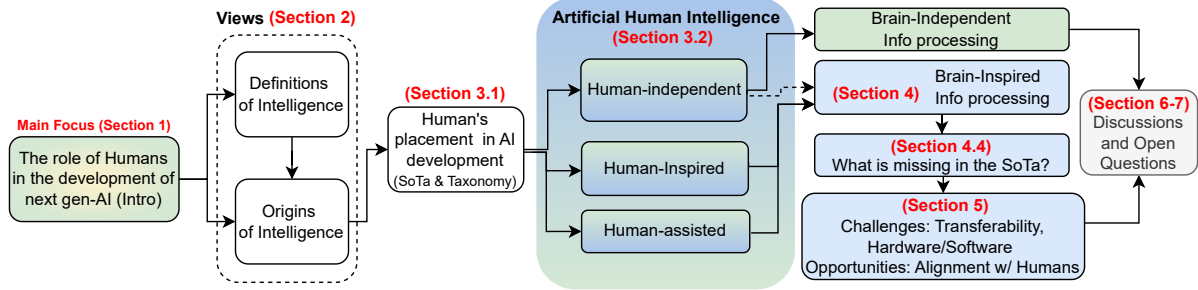 Main Focus (Section 1)
The role of Humans
in the development of
next gen-AI (Intro)
Views (Section 2)
Definitions
of Intelligence
Origins
of Intelligence
(Section 3.1)
Human's
placement in AI
development
(SoTa & Taxonomy)
Artificial Human Intelligence
(Section 3.2)
Human-independent
Human-Inspired
Human-assisted
Brain-Independent
Info processing
(Section 4)
Brain-Inspired
Info processing
(Section 4.4)
What is missing in the SoTa?
(Section 5)
Challenges: Transferability,
Hardware/Software
Opportunities: Alignment w/ Humans
(Section 6-7)
Discussions
and Open
Questions